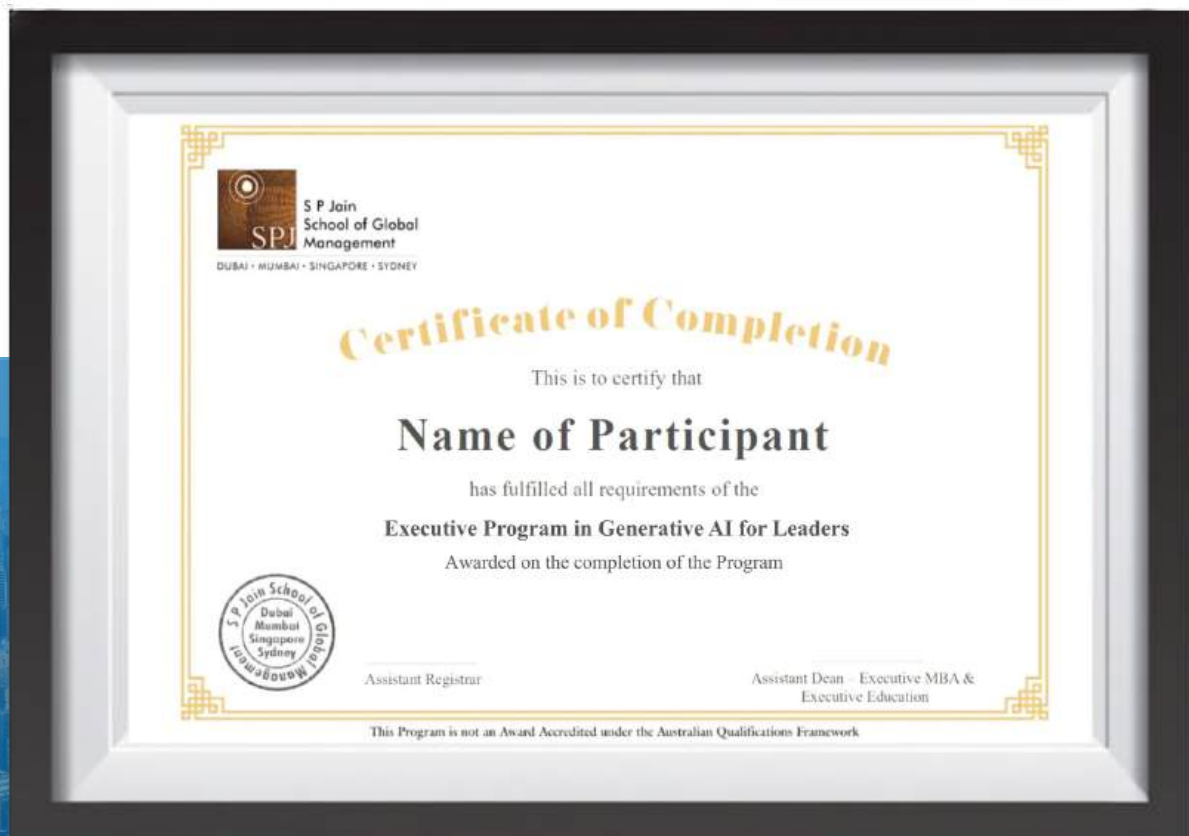 SPJ
S P Jain
School of Global
Management
DUBAI • MUMBAI • SINGAPORE • SYDNEY
Certificate of Completion
This is to certify that
Name of Participant
has fulfilled all requirements of the
Executive Program in Generative AI for Leaders
Awarded on the completion of the Program
S P Jain School of Global Management
Dubai
Mumbai
Singapore
Sydney
Assistant Registrar
Assistant Dean – Executive MBA &
Executive Education
This Program is not an Award Accredited under the Australian Qualifications Framework